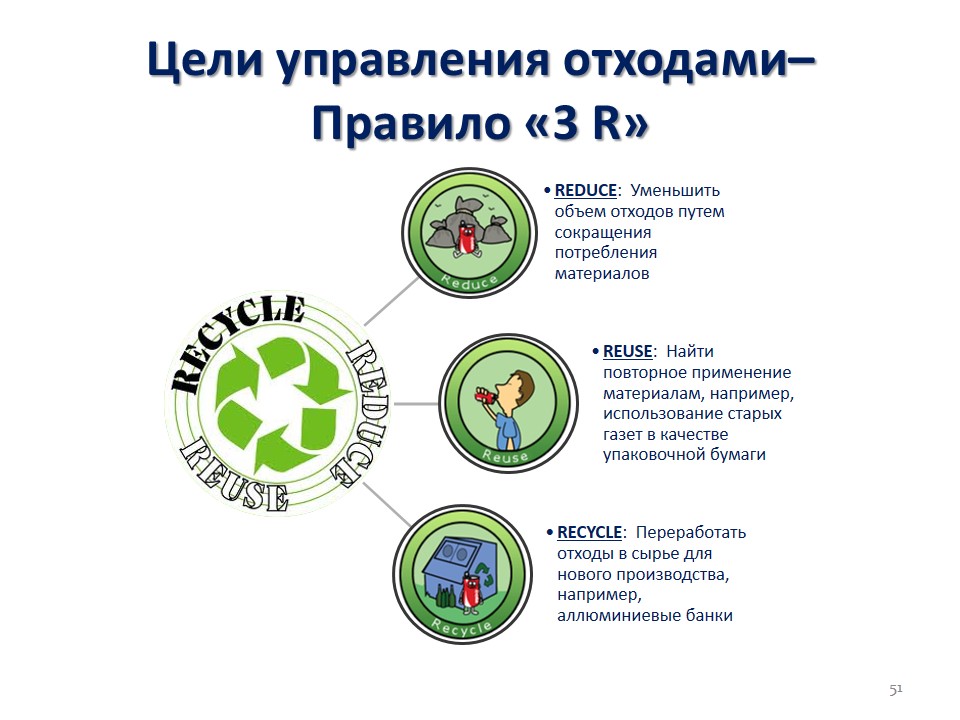 Цели управления отходами–
Правило «3 R»
Reduce
• REDUCE: Уменьшить
объем отходов путем
сокращения
потребления
материалов
RECYCLE
REDUCE
REUSE
Reuse
• REUSE: Найти
повторное применение
материалам, например,
использование старых
газет в качестве
упаковочной бумаги
Recycle
• RECYCLE: Переработать
отходы в сырье для
нового производства,
например,
аллюминиевые банки
51